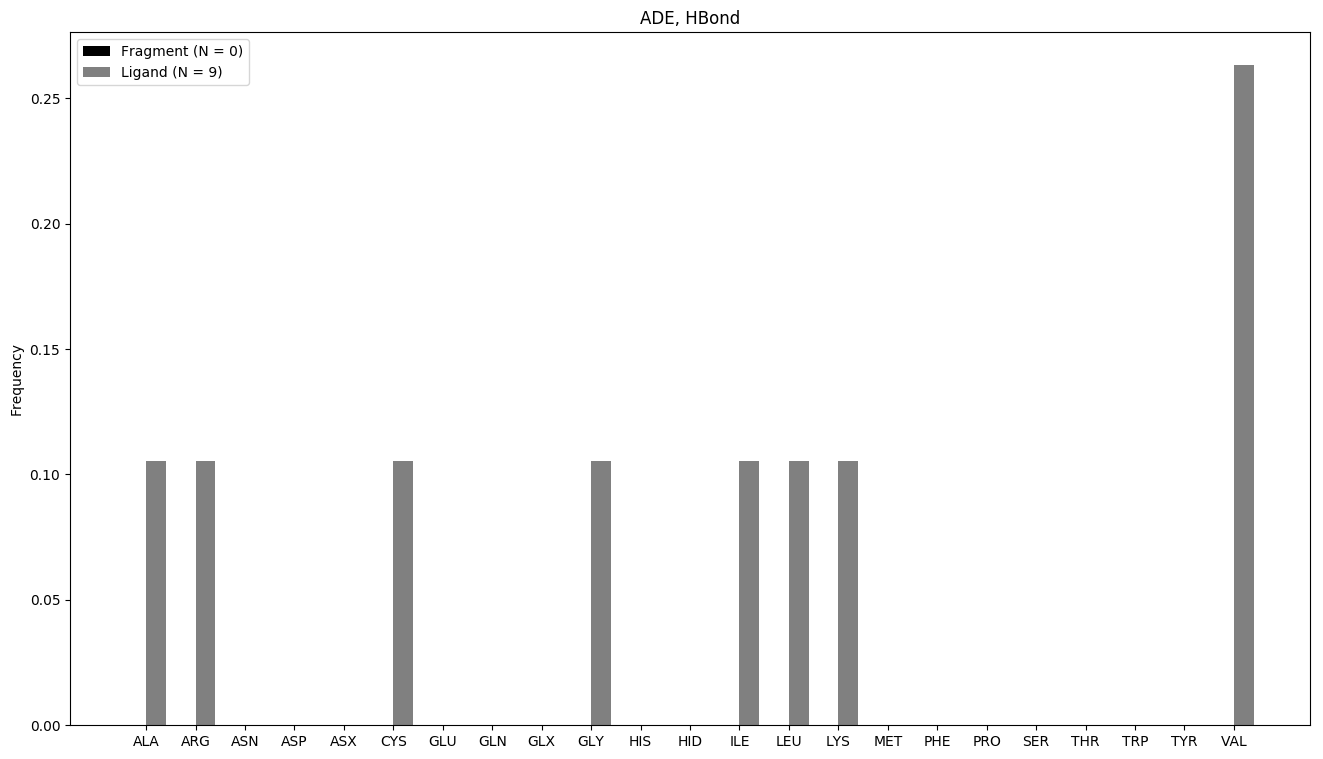 ADE, HBond
Fragment (N = 0)
Ligand (N = 9)
Frequency
0.25
0.20
0.15
0.10
0.05
0.00
ALA ARG ASN ASP ASX CYS GLU GLN GLX GLY HIS HID ILE LEU LYS MET PHE PRO SER THR TRP TYR VAL